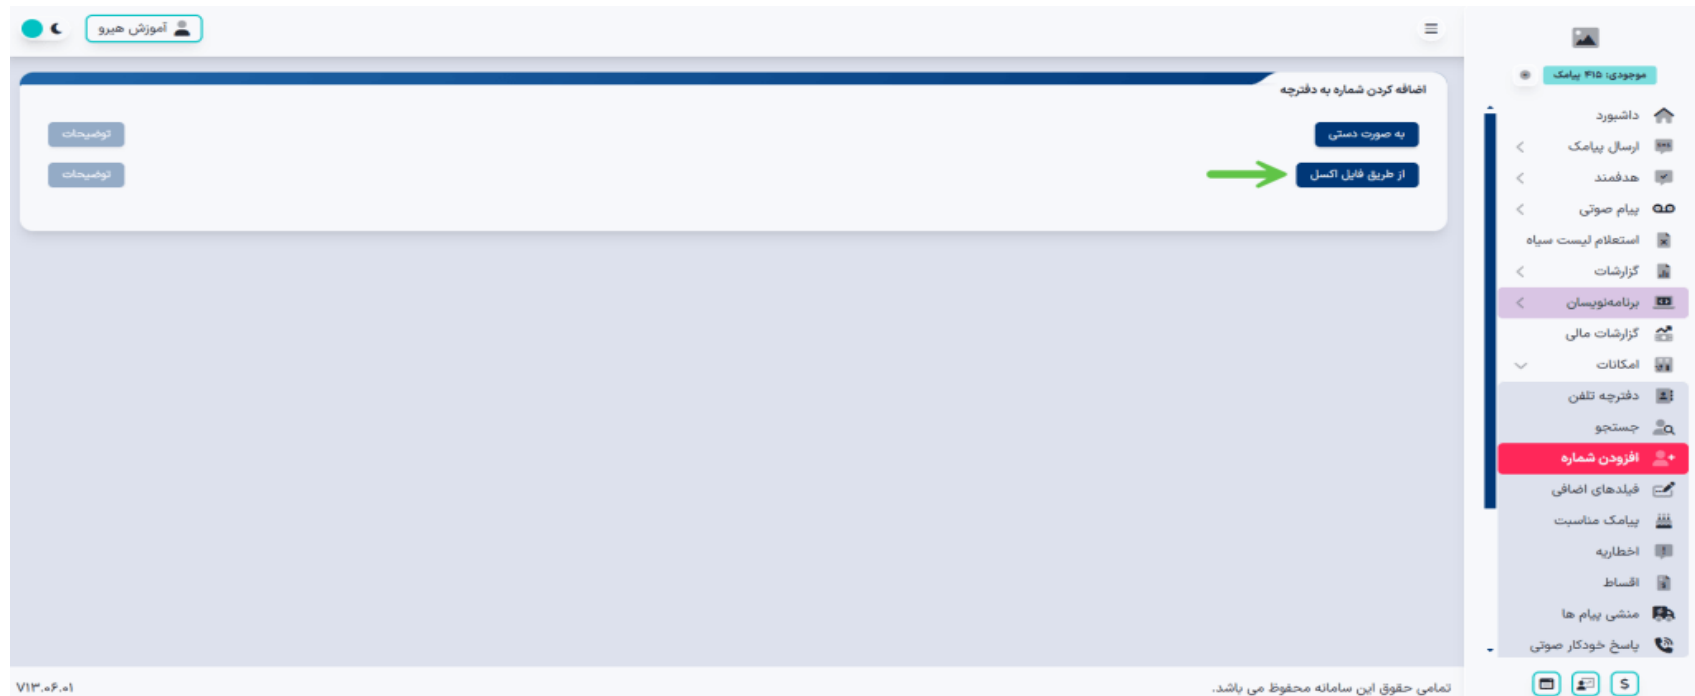 آموزش هیرو
موجودی: ۴۱۵ پیامک
داشبورد
ارسال پیامک
هدفمند
پیام صوتی
استعلام لیست سیاه
گزارشات
برنامه‌نویسان
گزارشات مالی
امکانات
دفترچه تلفن
جستجو
افزودن شماره
فیلدهای اضافی
پیامک مناسبت
اخطاریه
اقساط
منشی پیام ها
پاسخ خودکار صوتی
اضافه کردن شماره به دفترچه
به صورت دستی
توضیحات
از طریق فایل اکسل
توضیحات
تمامی حقوق این سامانه محفوظ می باشد.
V۱۳.۰۶.۰۱